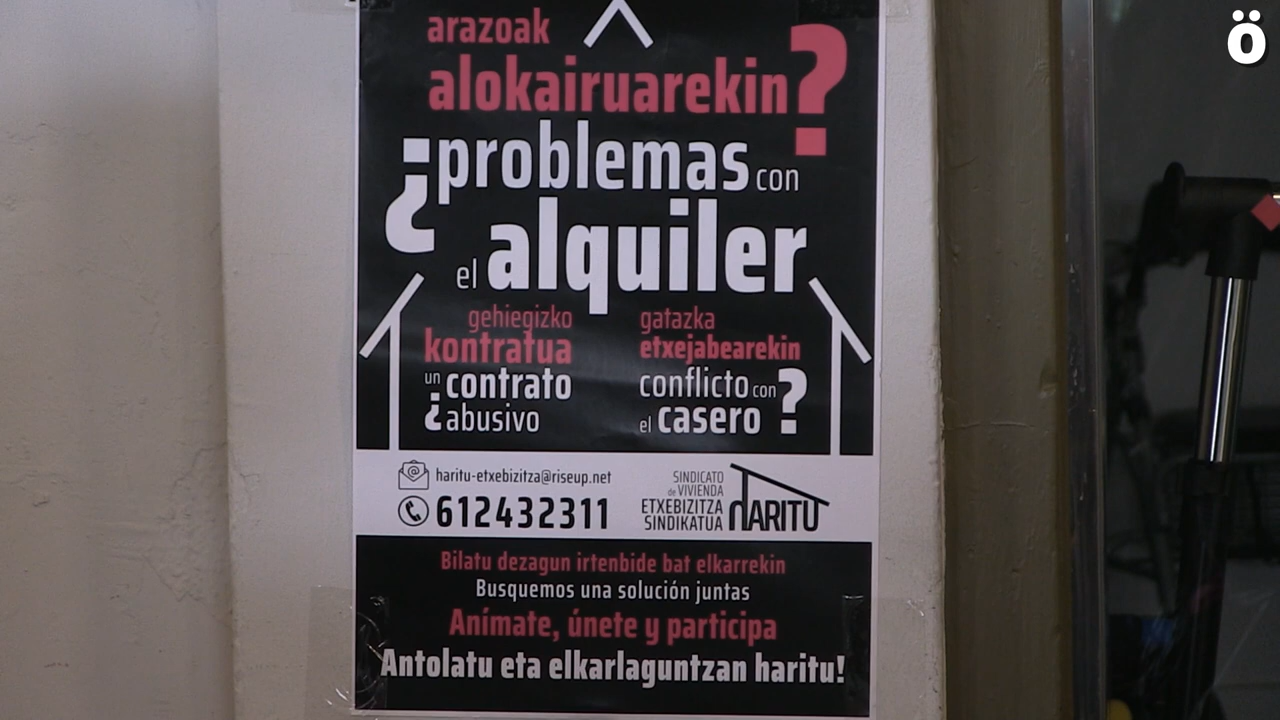 ö
arazoak
alokairuarekin?
¿problemas con
el alquiler
gehiegizko
kontratua
un contrato
¿abusivo
gatazka
etxejabearekin
conflicto con
el casero?
haritu-etxebizitza@riseup.net
612432311
SINDICATO
de VIVIENDA
ETXEBIZITZA
SINDIKATUA
HARITU
Bilatu dezagun irtenbide bat elkarrekin
Busquemos una solución juntas
Anímate, únete y participa
Antolatu eta elkarlaguntzan haritu!